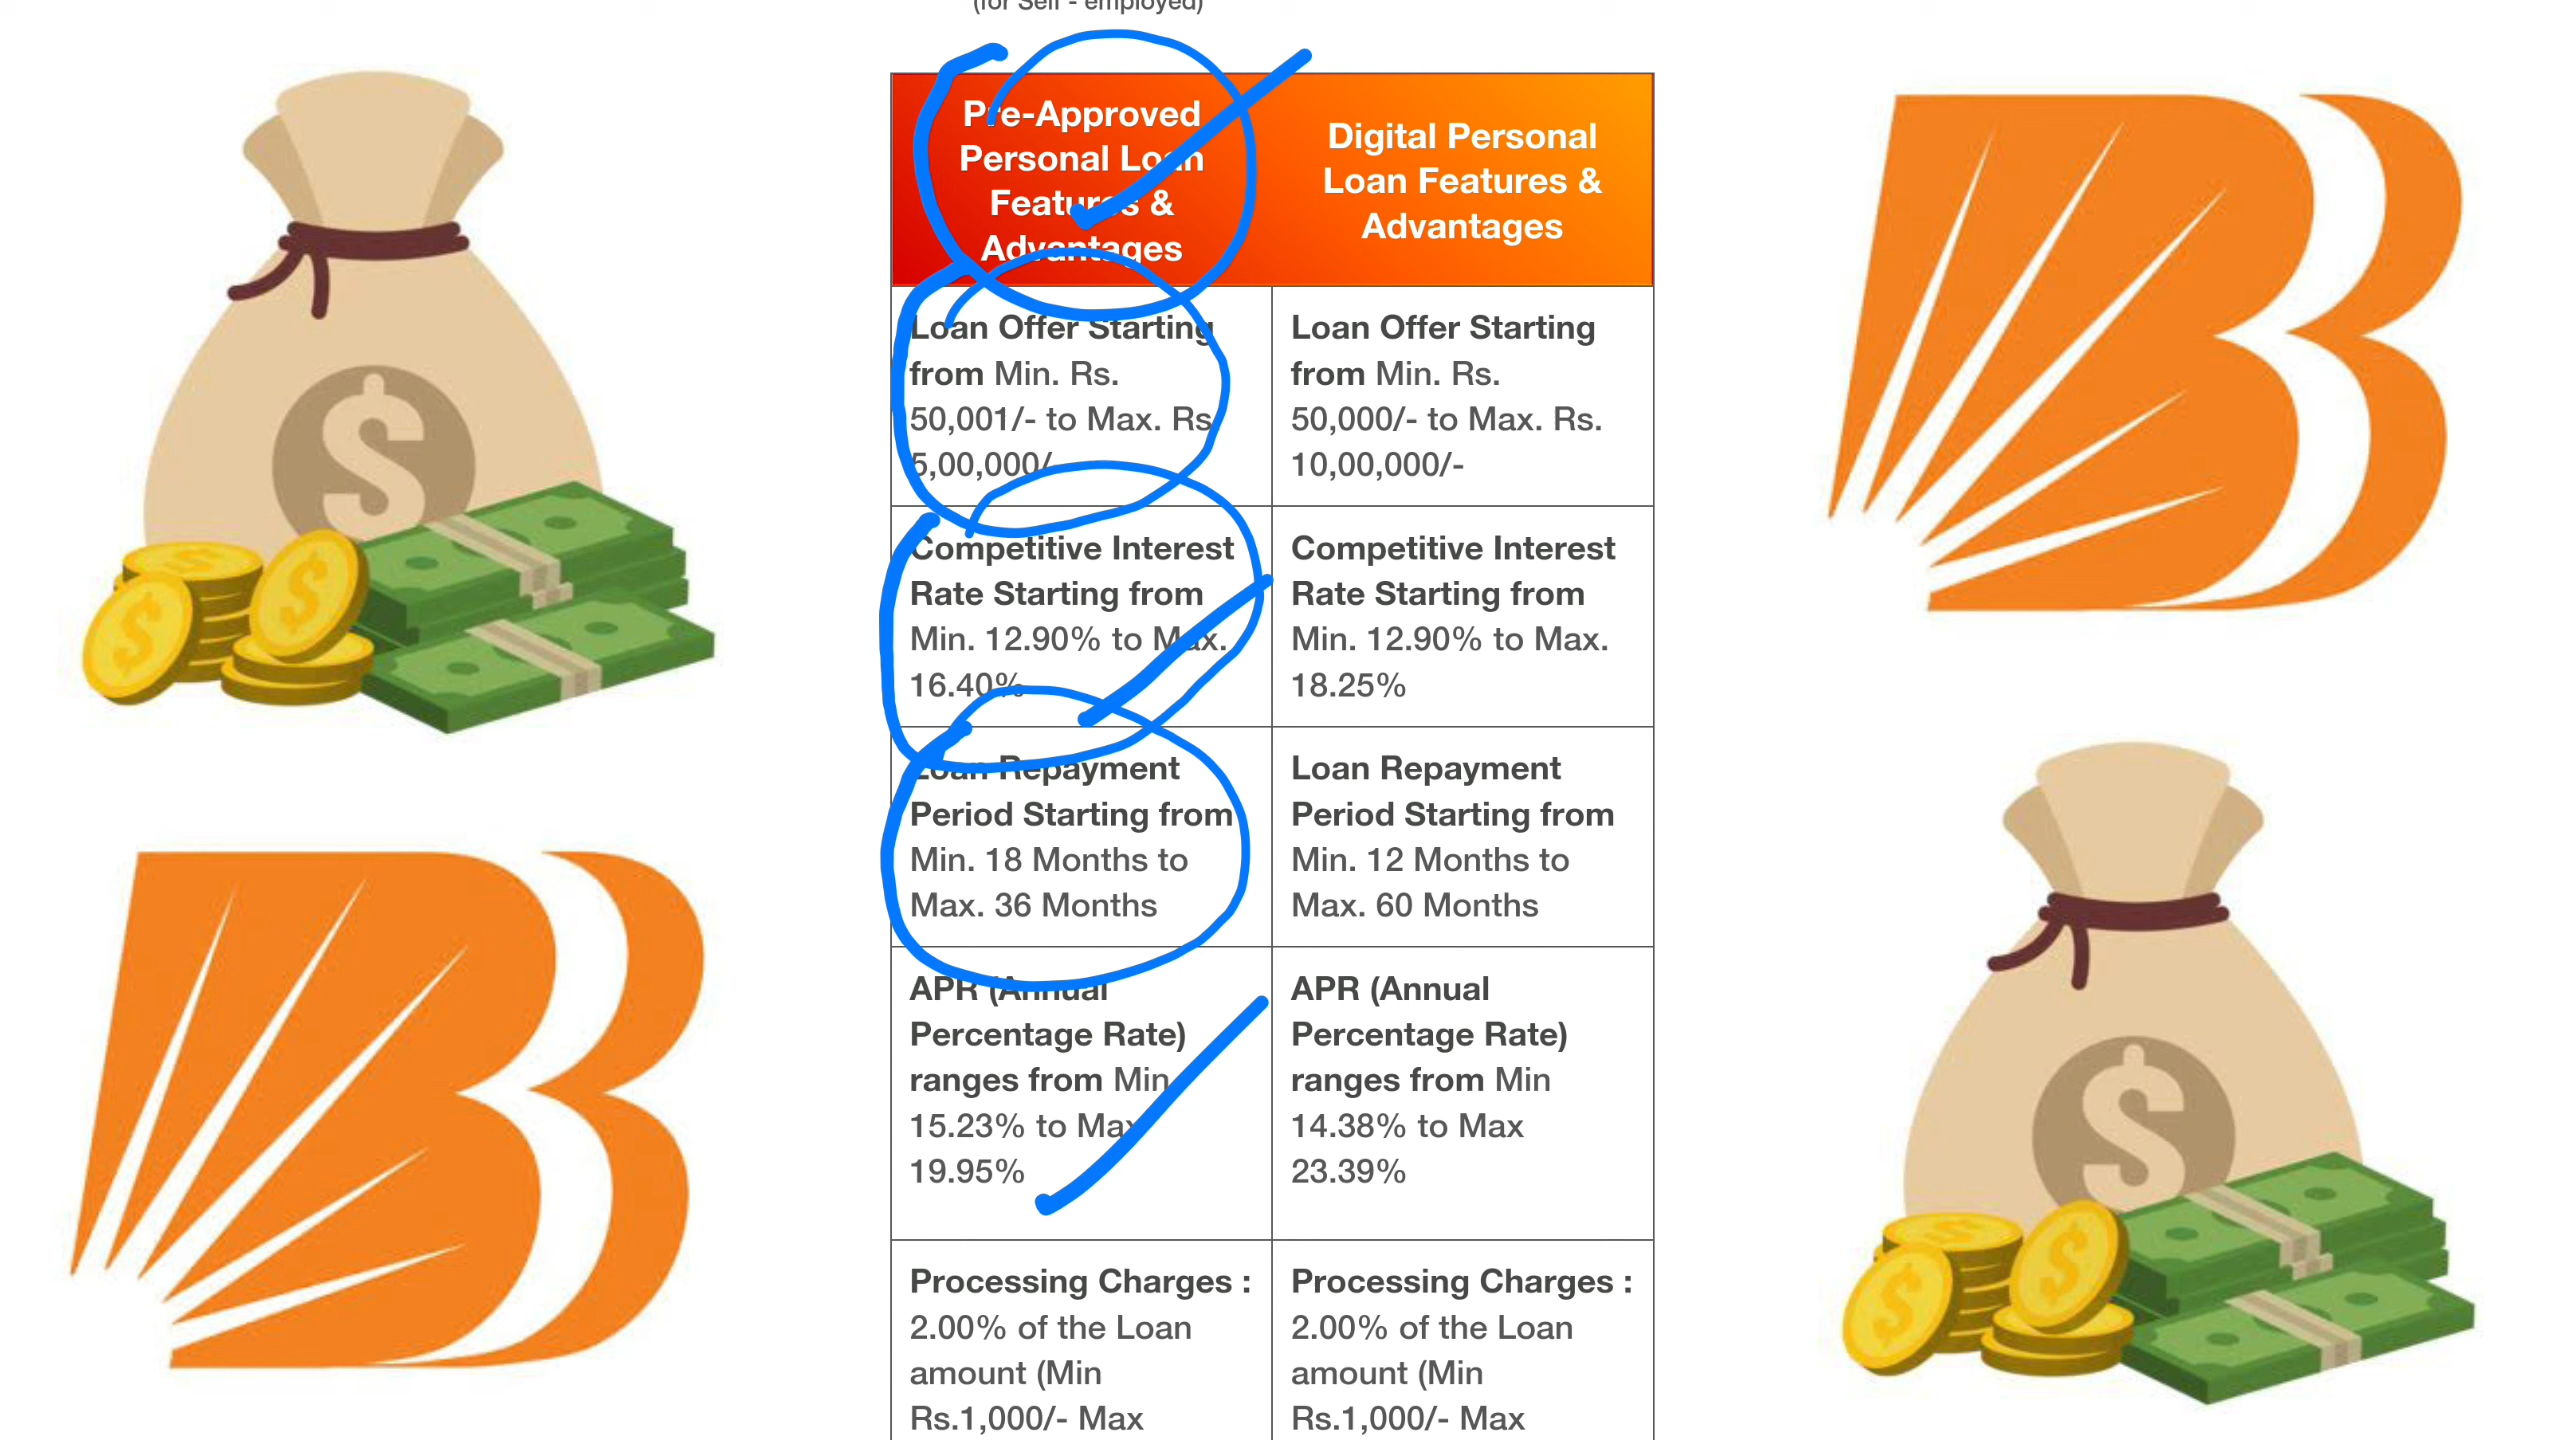 (for Self - employed)
Pre-Approved
Personal Loan
Features &
Advantages
Digital Personal
Loan Features &
Advantages
Loan Offer Starting
from Min. Rs.
50,001/- to Max. Rs.
5,00,000/-
Loan Offer Starting
from Min. Rs.
50,000/- to Max. Rs.
10,00,000/-
Competitive Interest
Rate Starting from
Min. 12.90% to Max.
16.40%
Competitive Interest
Rate Starting from
Min. 12.90% to Max.
18.25%
Loan Repayment
Period Starting from
Min. 18 Months to
Max. 36 Months
Loan Repayment
Period Starting from
Min. 12 Months to
Max. 60 Months
APR (Annual
Percentage Rate)
ranges from Min
15.23% to Max
19.95%
APR (Annual
Percentage Rate)
ranges from Min
14.38% to Max
23.39%
Processing Charges :
2.00% of the Loan
amount (Min
Rs.1,000/- Max
Processing Charges :
2.00% of the Loan
amount (Min
Rs.1,000/- Max
$
$
$
$
$
$
$
$